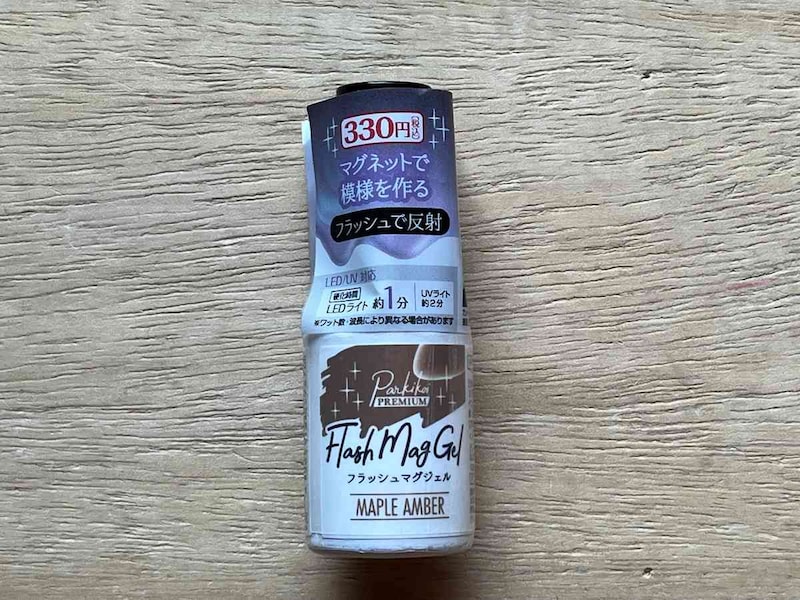 330円(税込)
マグネットで
模様を作る
フラッシュで反射
LED/UV 対応
硬化時間
LEDライト 約1分
UVライト
約2分
※ワット数・波長により異なる場合があります
Parkikoi
PREMIUM
Flash Mag Gel
フラッシュマグジェル
MAPLE AMBER